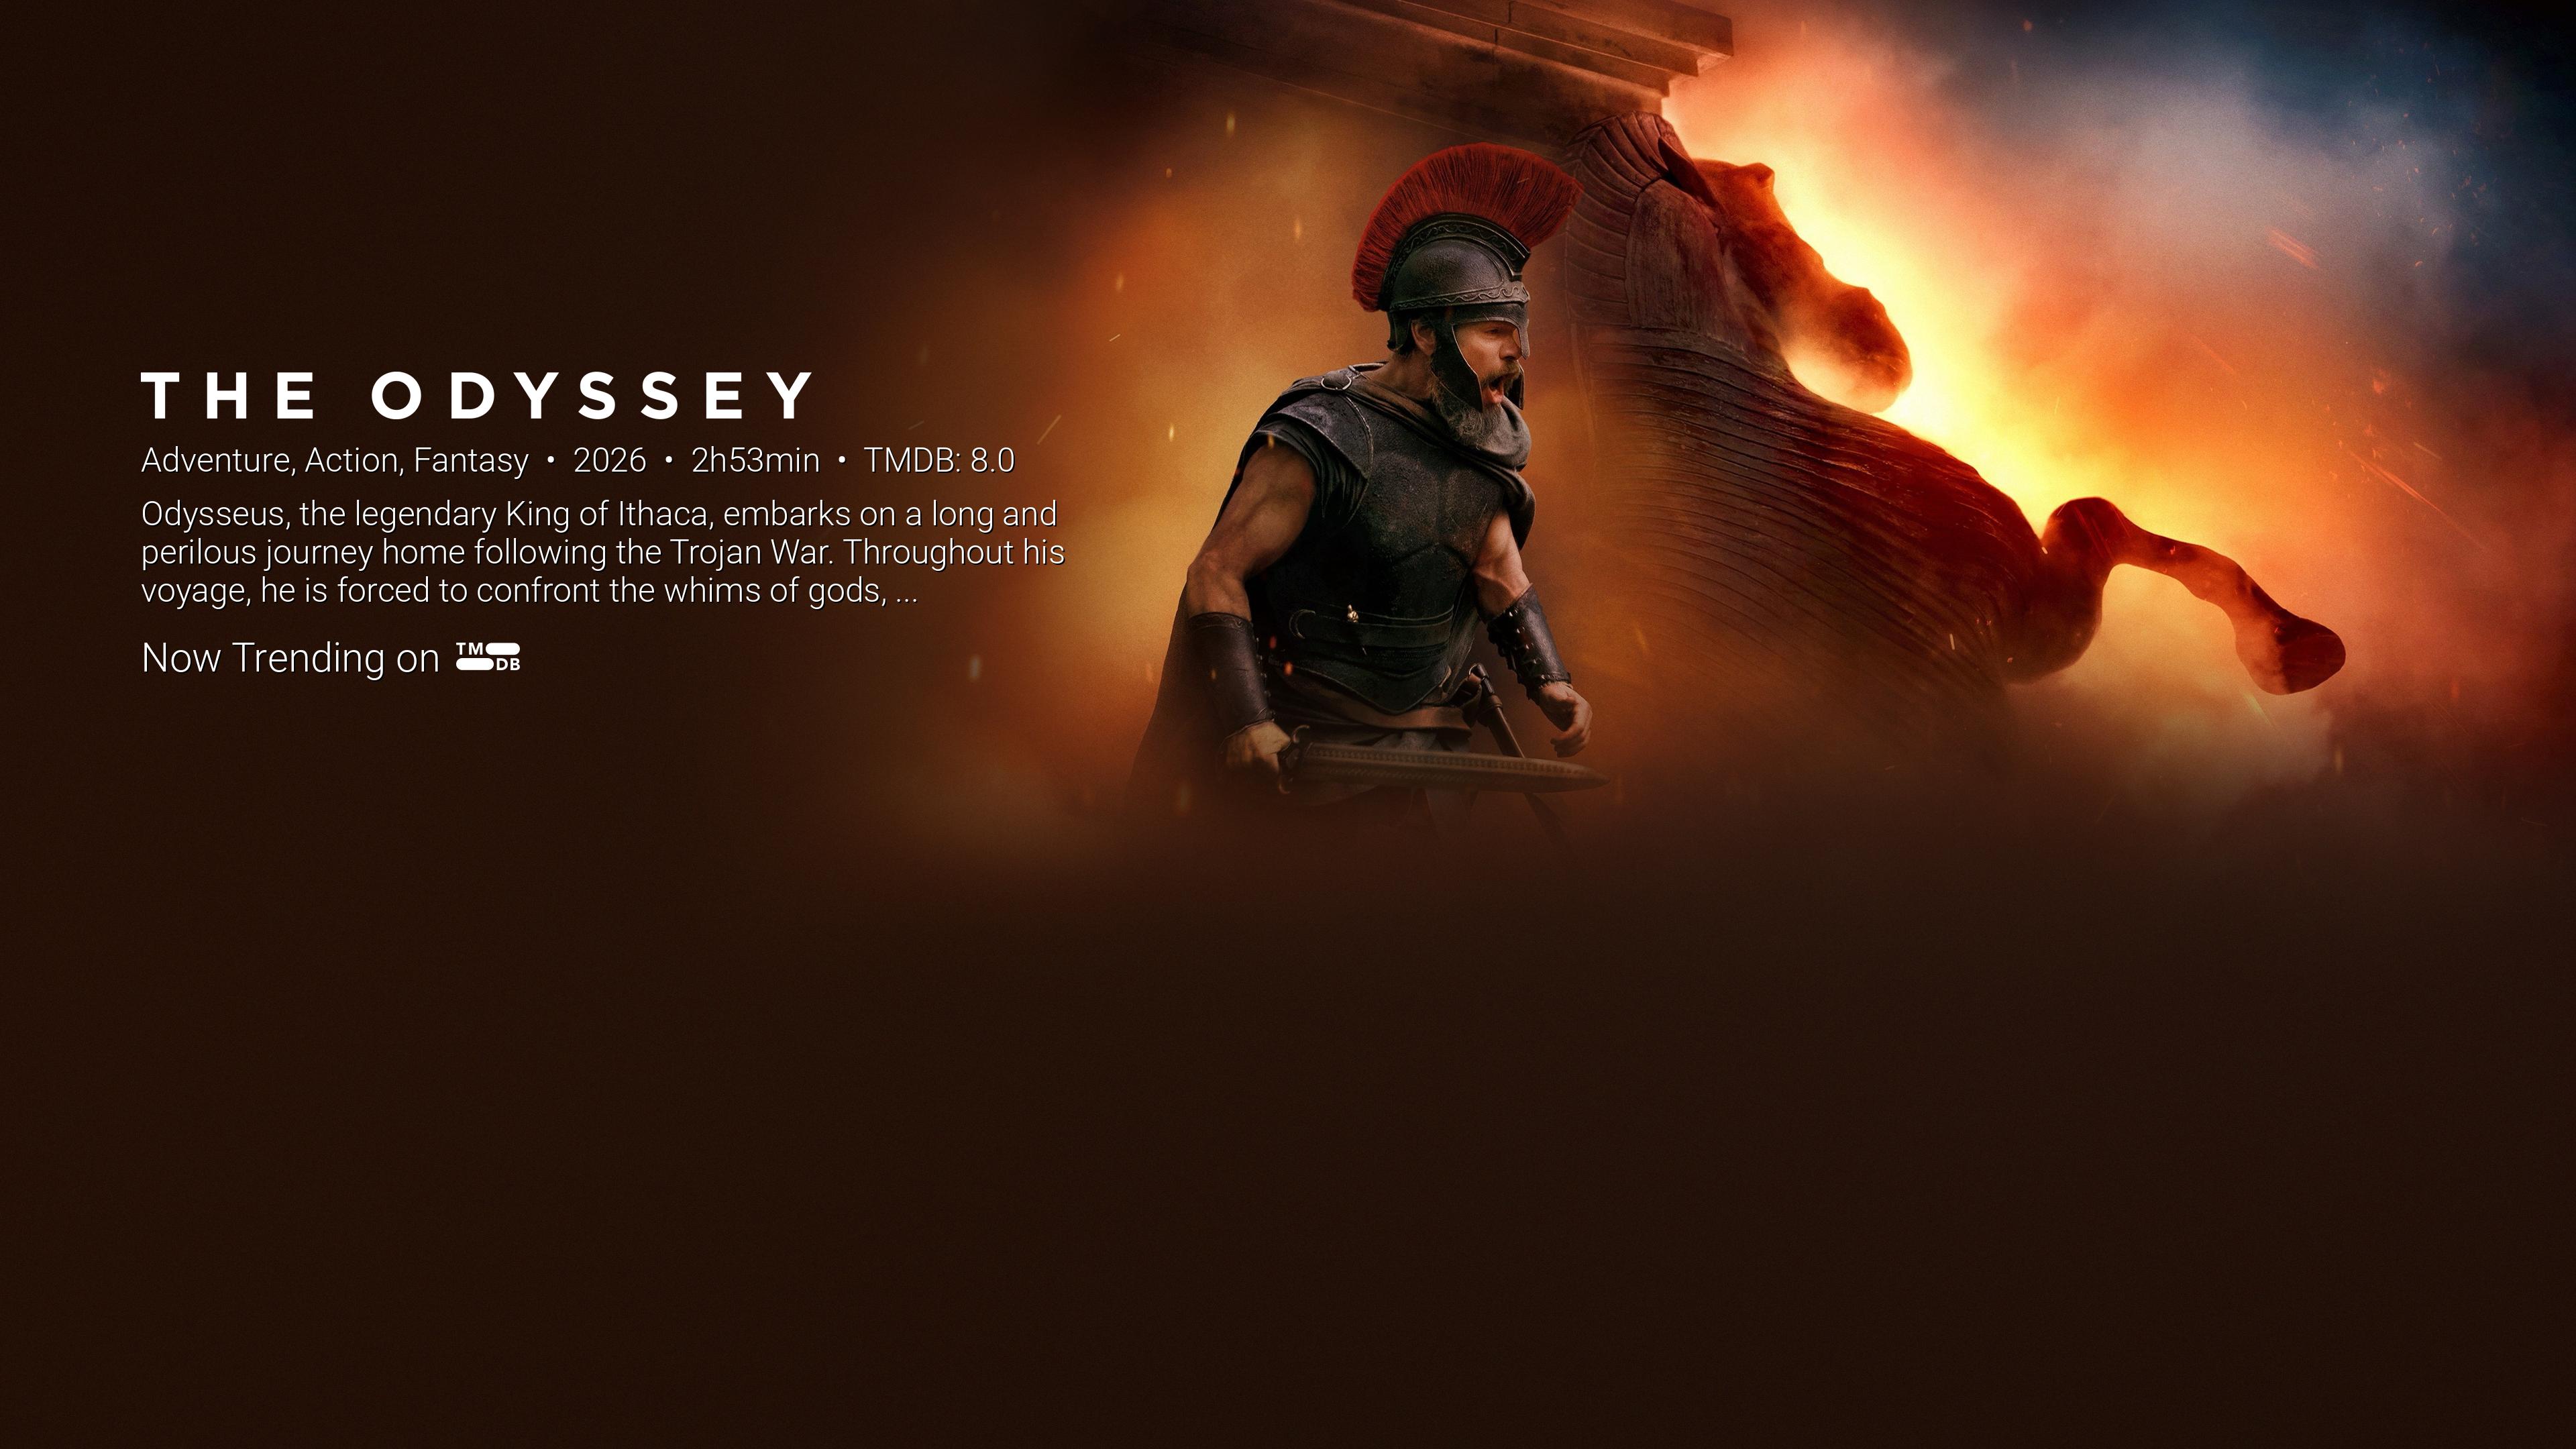 THE ODYSSEY
Adventure, Action, Fantasy • 2026 • 2h53min • TMDB: 8.0
Odysseus, the legendary King of Ithaca, embarks on a long and
perilous journey home following the Trojan War. Throughout his
voyage, he is forced to confront the whims of gods, ...
Now Trending on TMDB